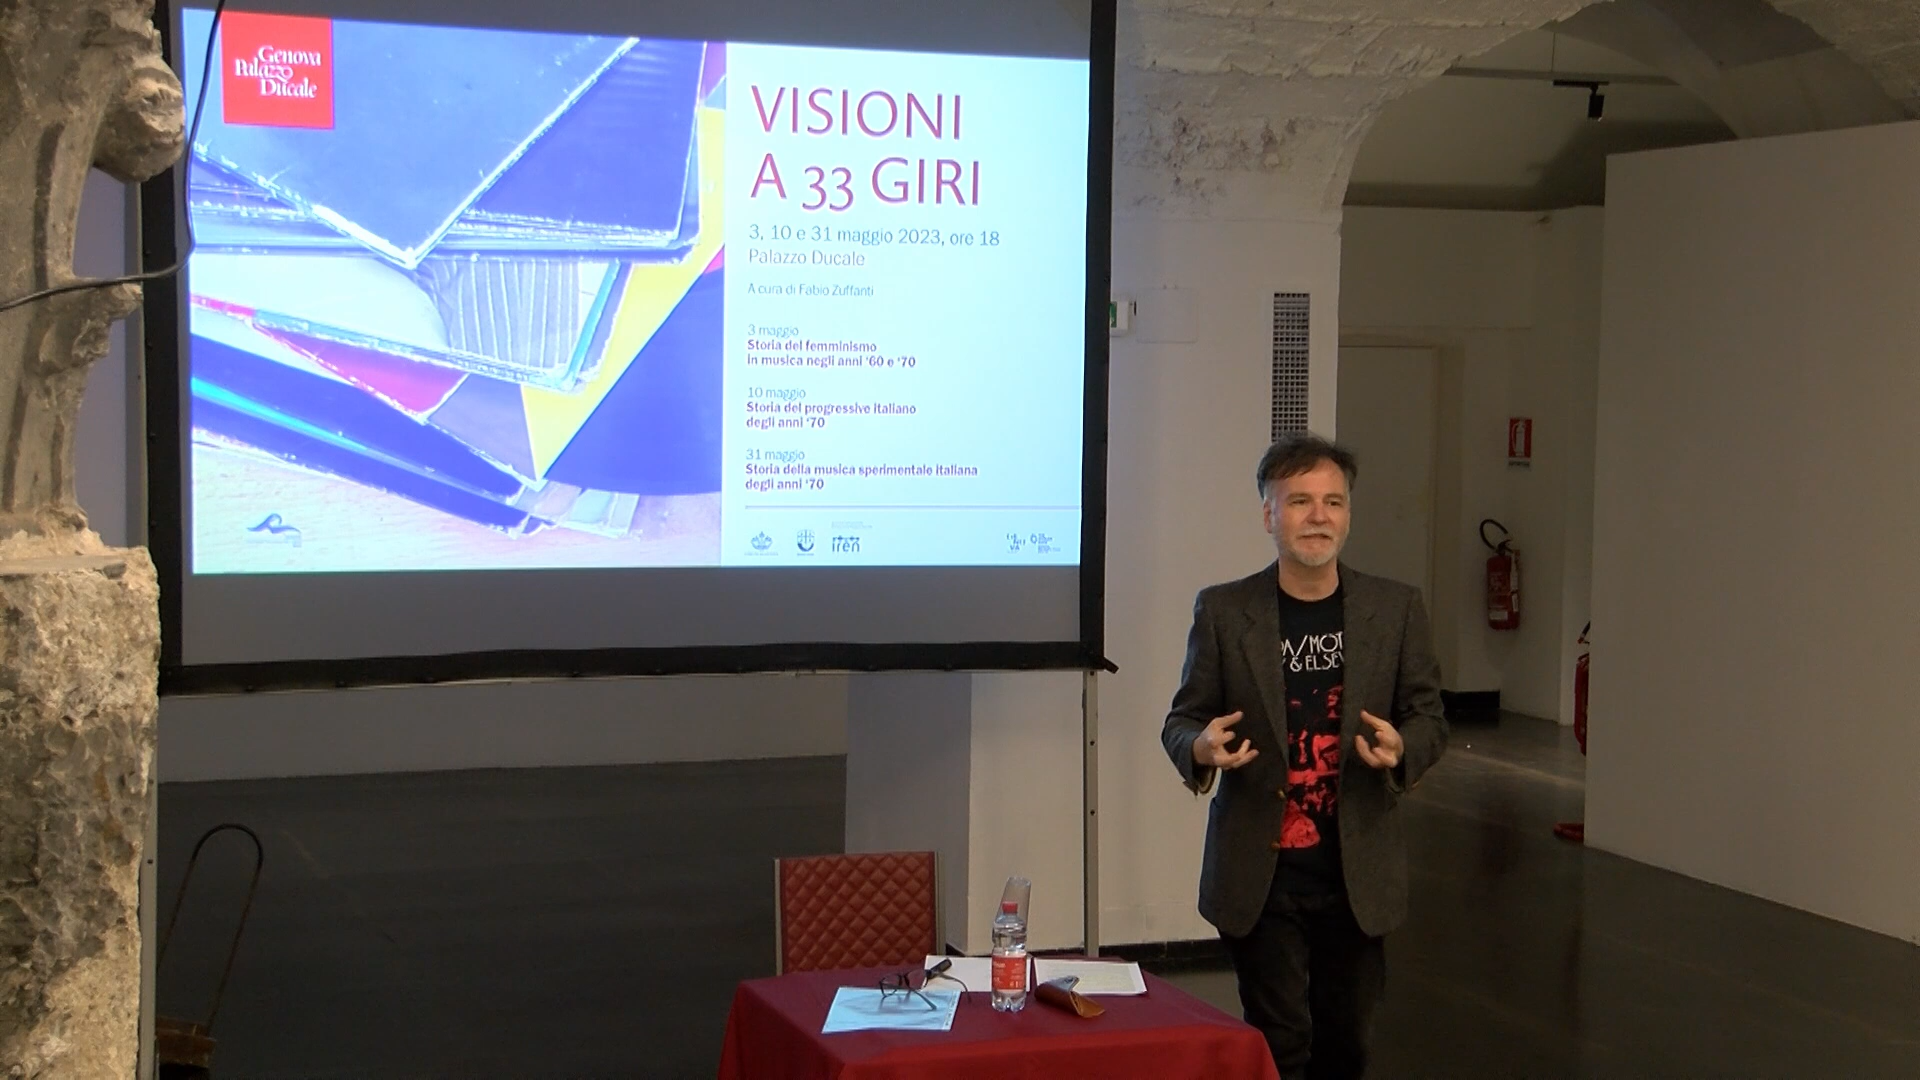 Genova
Palazzo
Ducale
VISIONI
A 33 GIRI
3, 10 e 31 maggio 2023, ore 18
Palazzo Ducale
A cura di Fabio Zuffanti
3 maggio
Storia del femminismo
in musica negli anni '60 e '70
10 maggio
Storia del progressive italiano
degli anni '70
31 maggio
Storia della musica sperimentale italiana
degli anni '70
iren
/MOT
& ELSE